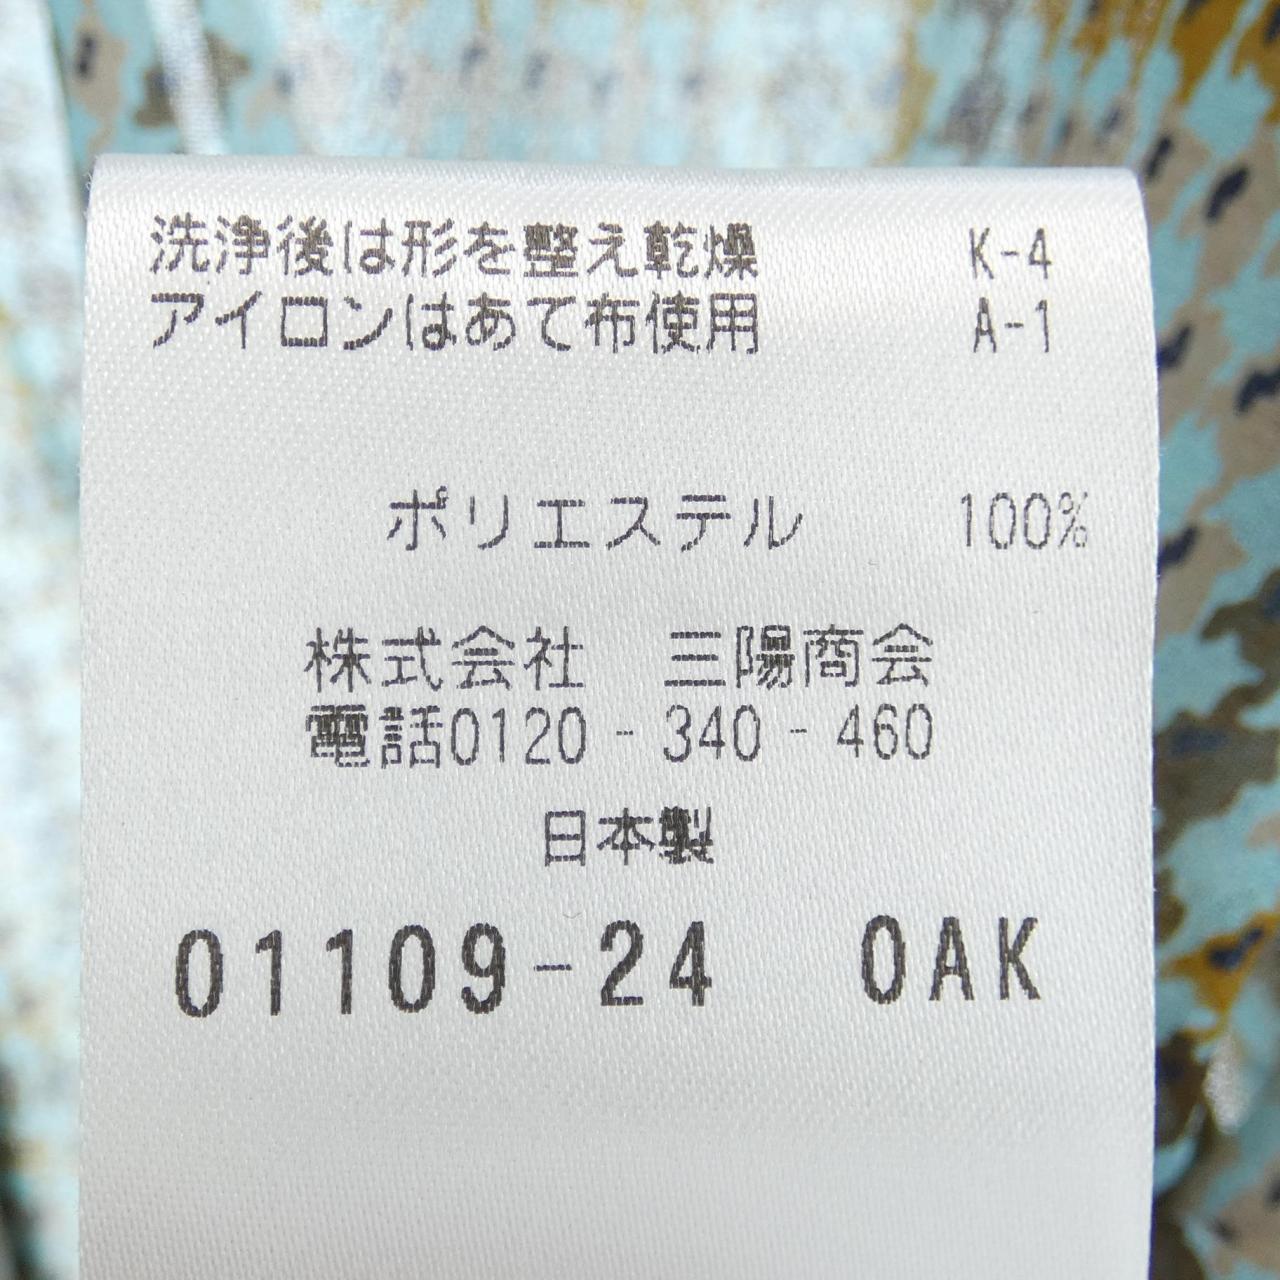 洗浄後は形を整え乾燥 K-4
アイロンはあて布使用 A-1
ポリエステル 100%
株式会社 三陽商会
電話0120-340-460
日本製
01109-24 OAK